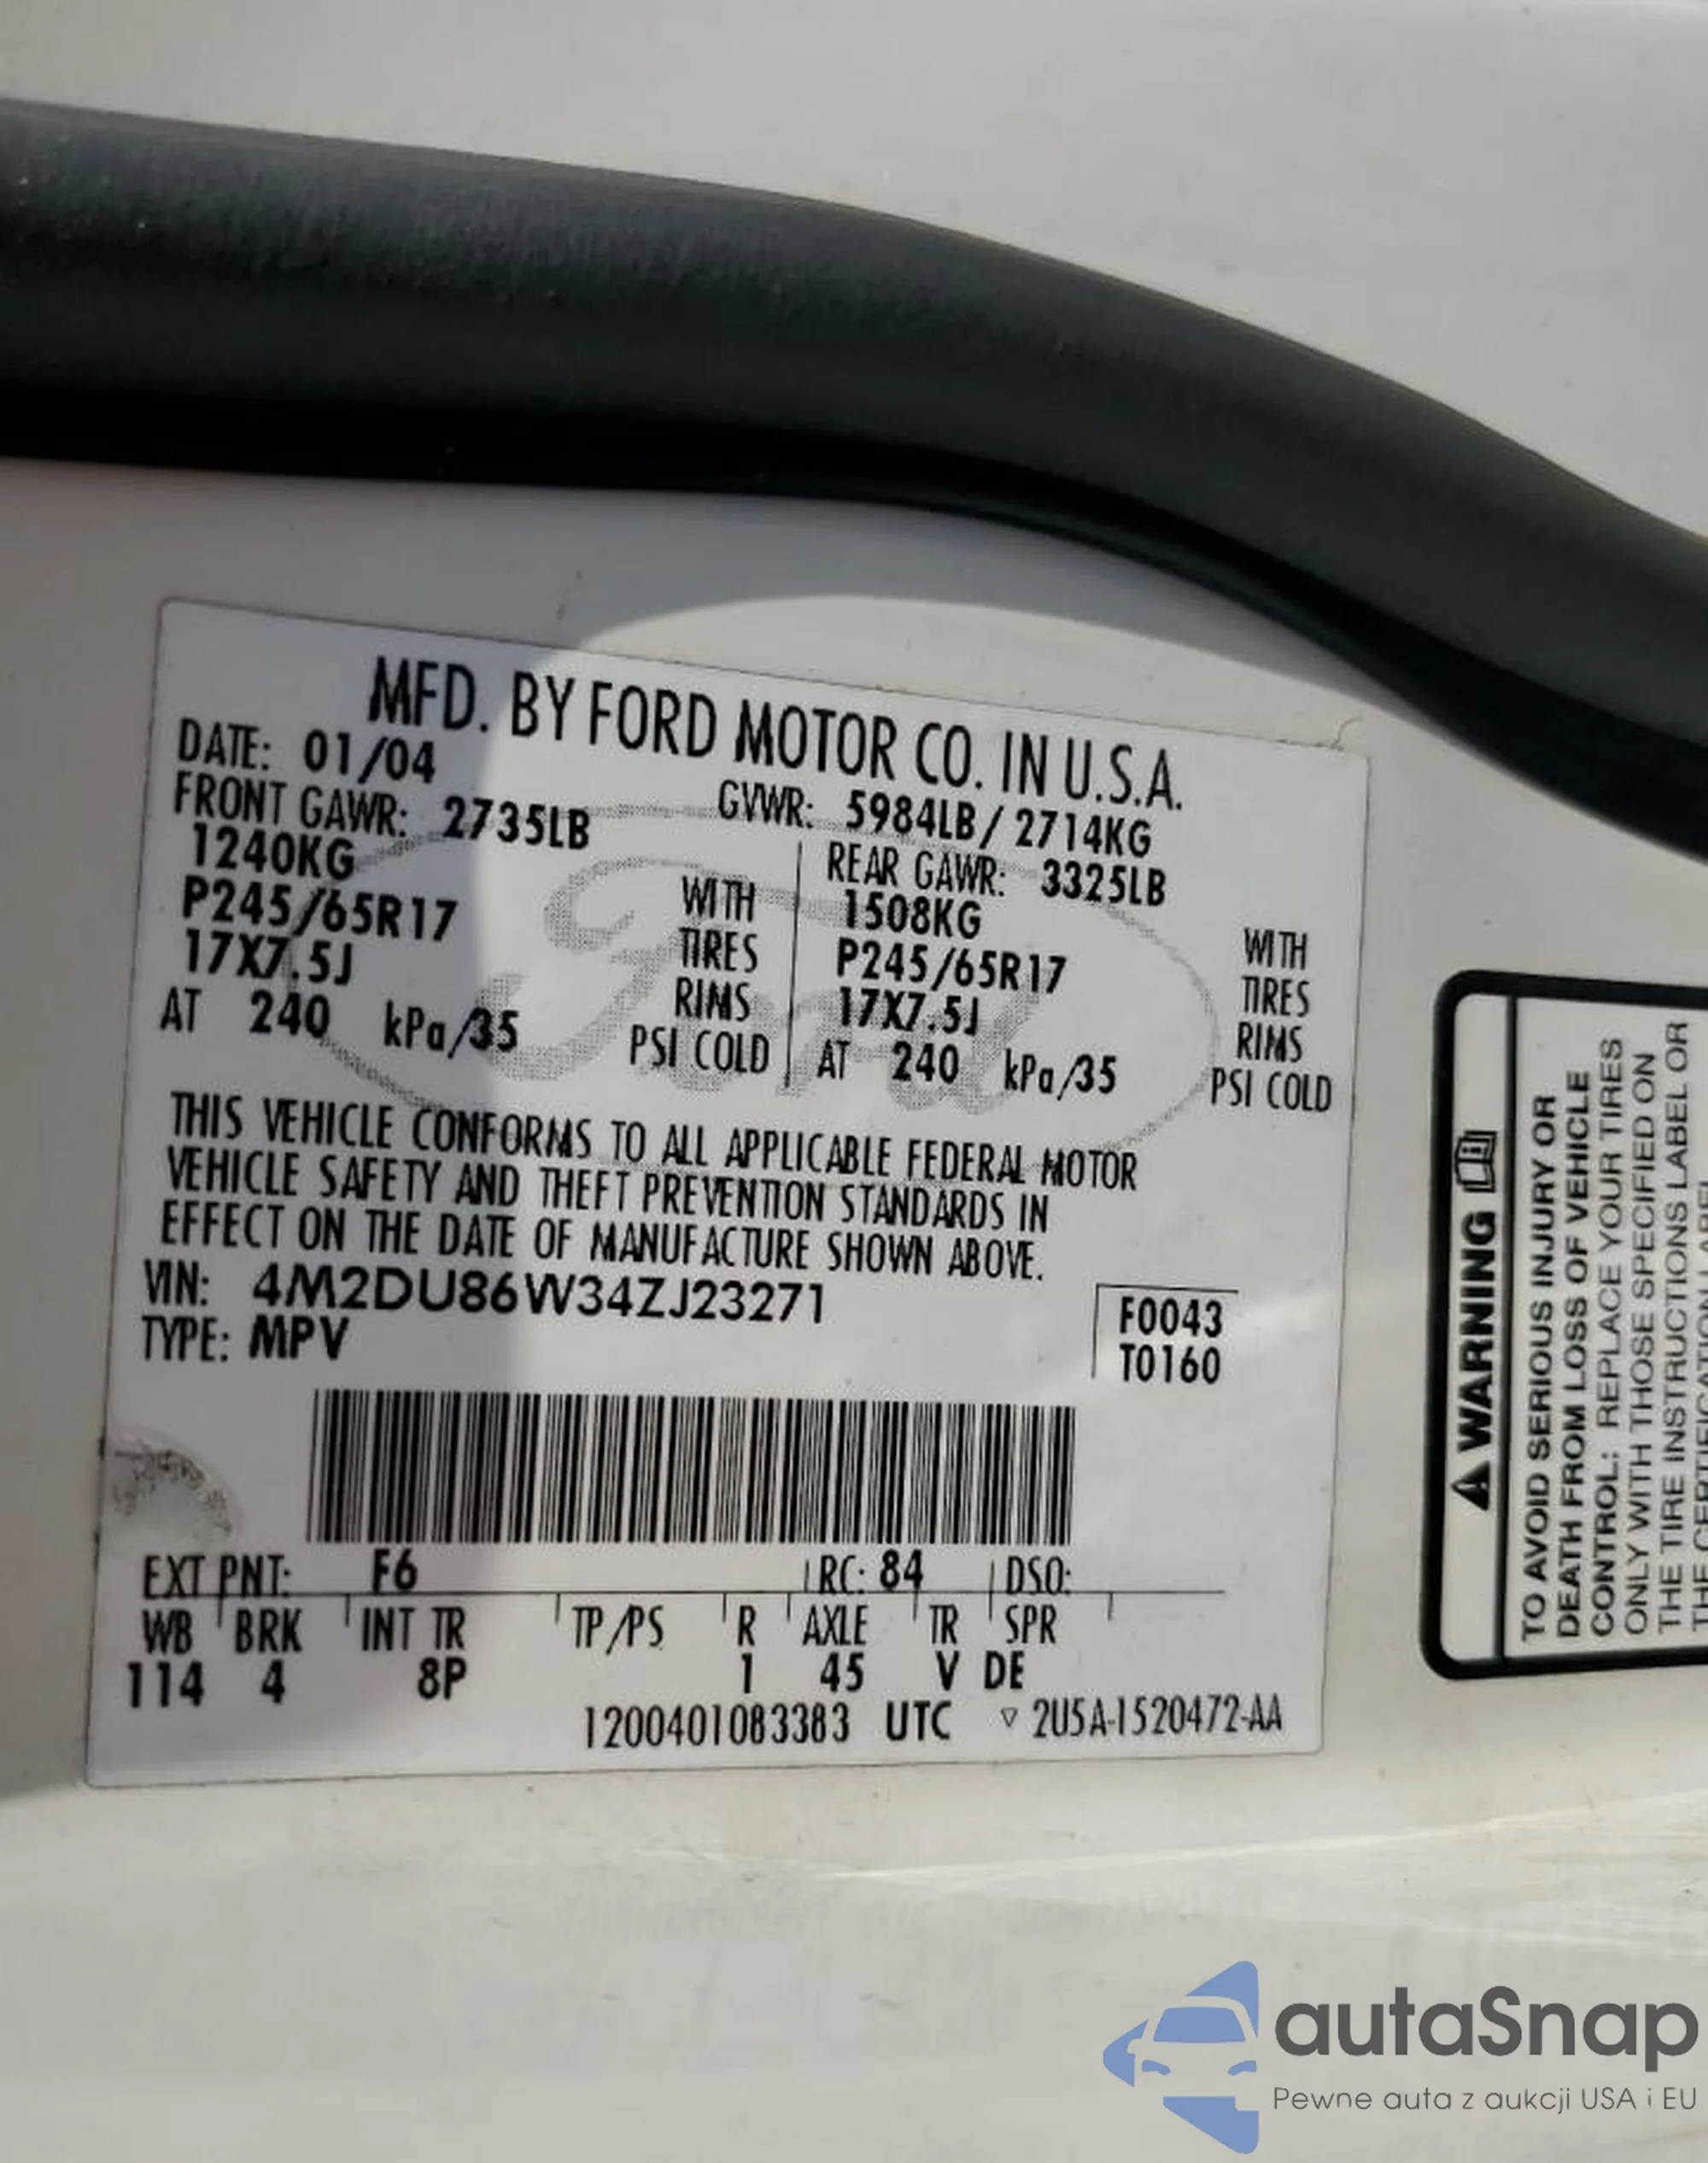 MFD. BY FORD MOTOR CO. IN U.S.A.
DATE: 01/04 GVWR: 5984LB / 2714KG
FRONT GAWR: 2735LB REAR GAWR: 3325LB
1240KG WITH 1508KG WITH
P245/65R17 TIRES P245/65R17 TIRES
17X7.5J RIMS 17X7.5J RIMS
AT 240 kPa/35 PSI COLD AT 240 kPa/35 PSI COLD
THIS VEHICLE CONFORMS TO ALL APPLICABLE FEDERAL MOTOR
VEHICLE SAFETY AND THEFT PREVENTION STANDARDS IN
EFFECT ON THE DATE OF MANUFACTURE SHOWN ABOVE.
VIN: 4M2DU86W34ZJ23271 F0043
TYPE: MPV T0160
EXT PNT: F6 RC: 84 DSO:
WB BRK INT TR TP/PS R AXLE TR SPR
114 4 8P 1 45 V DE
1200401083383 UTC ▽ 2U5A-1520472-AA
Ford
WARNING
TO AVOID SERIOUS INJURY OR
DEATH FROM LOSS OF VEHICLE
CONTROL: REPLACE YOUR TIRES
ONLY WITH THOSE SPECIFIED ON
THE TIRE INSTRUCTIONS LABEL OR
THE CERTIFICATION LABEL
autaSnap
Pewne auta z aukcji USA i EU